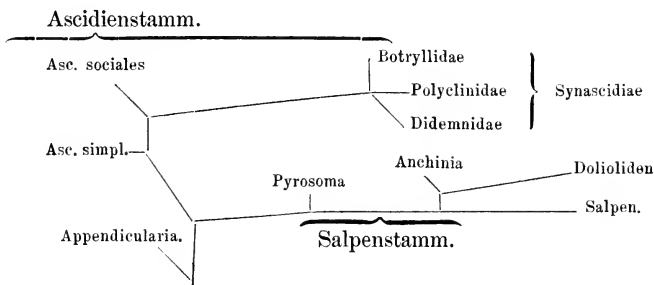 Ascidienstamm.
Asc. sociales
Botryllidae
Polyclinidae
Synascidiae
Didemnidae
Asc. simpl.
Anchinia
Dolioliden
Pyrosoma
Salpen.
Appendicularia.
Salpenstamm.